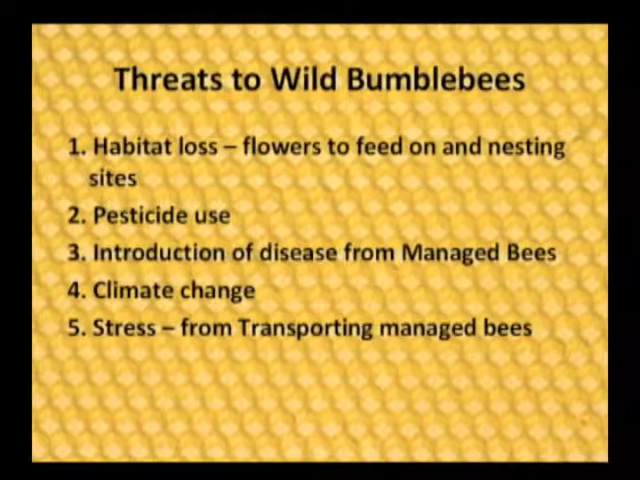 Threats to Wild Bumblebees
1. Habitat loss – flowers to feed on and nesting
sites
2. Pesticide use
3. Introduction of disease from Managed Bees
4. Climate change
5. Stress – from Transporting managed bees